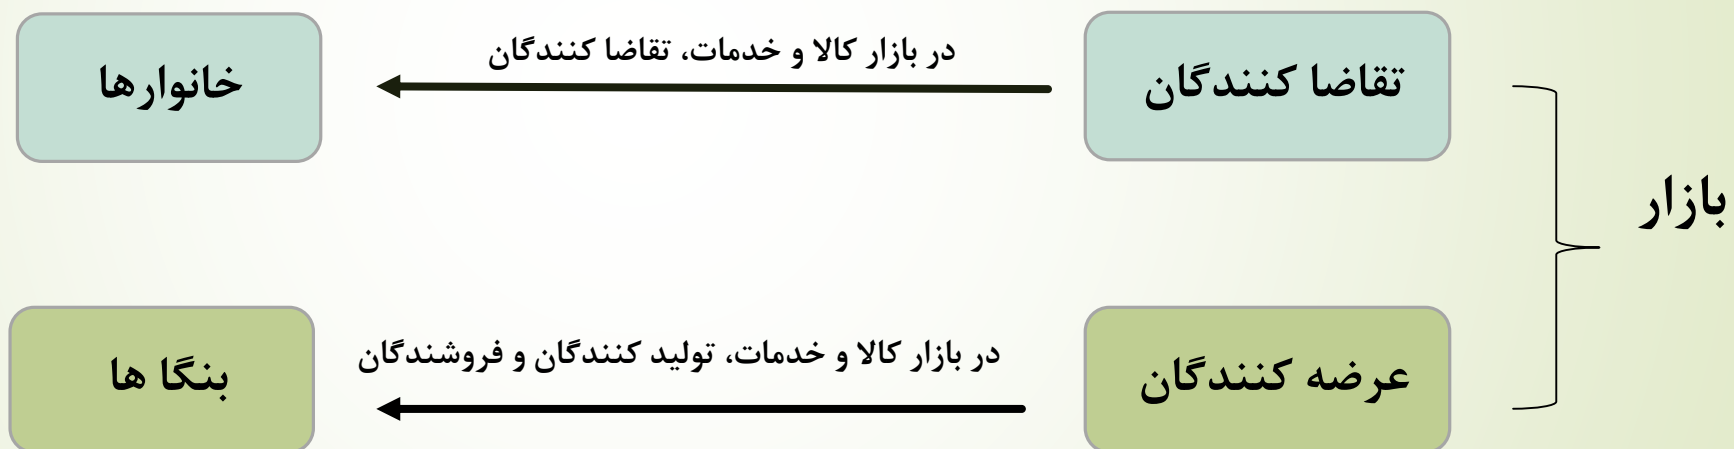 بازار
تقاضا کنندگان
در بازار کالا و خدمات، تقاضا کنندگان
خانوارها
عرضه کنندگان
در بازار کالا و خدمات، تولید کنندگان و فروشندگان
بنگا ها